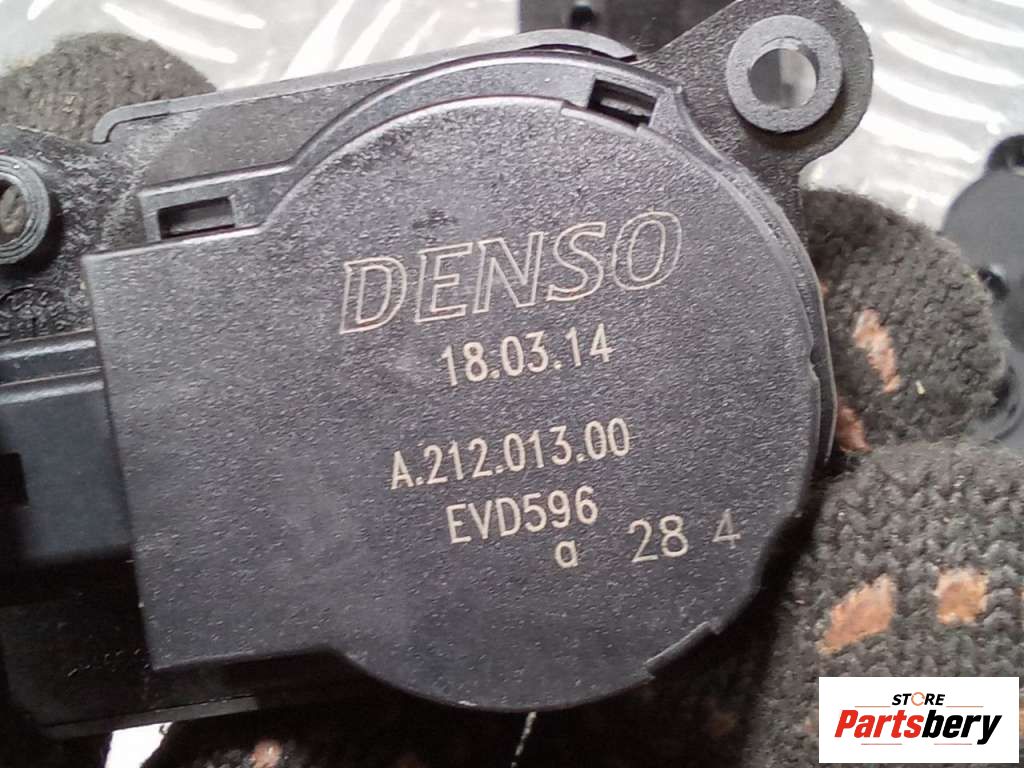 DENSO
18.03.14
A.212.013.00
EVD596
a 28 4
STORE
Partsbery